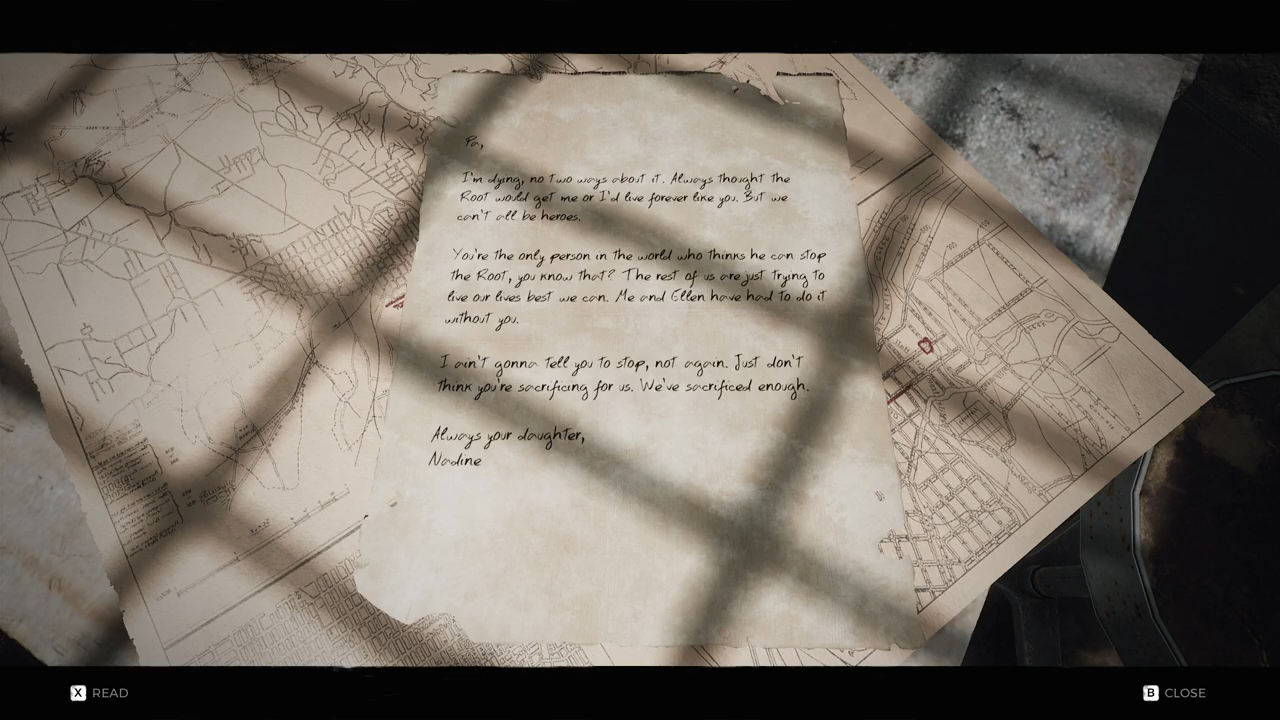 Pa,
I'm dying, no two ways about it. Always thought the
Root would get me or I'd live forever like you. But we
can't all be heroes.
You're the only person in the world who thinks he can stop
the Root, you know that? The rest of us are just trying to
live our lives best we can. Me and Ellen have had to do it
without you.
I ain't gonna tell you to stop, not again. Just don't
think you're sacrificing for us. We've sacrificed enough.
Always your daughter,
Nadine
X READ
B CLOSE